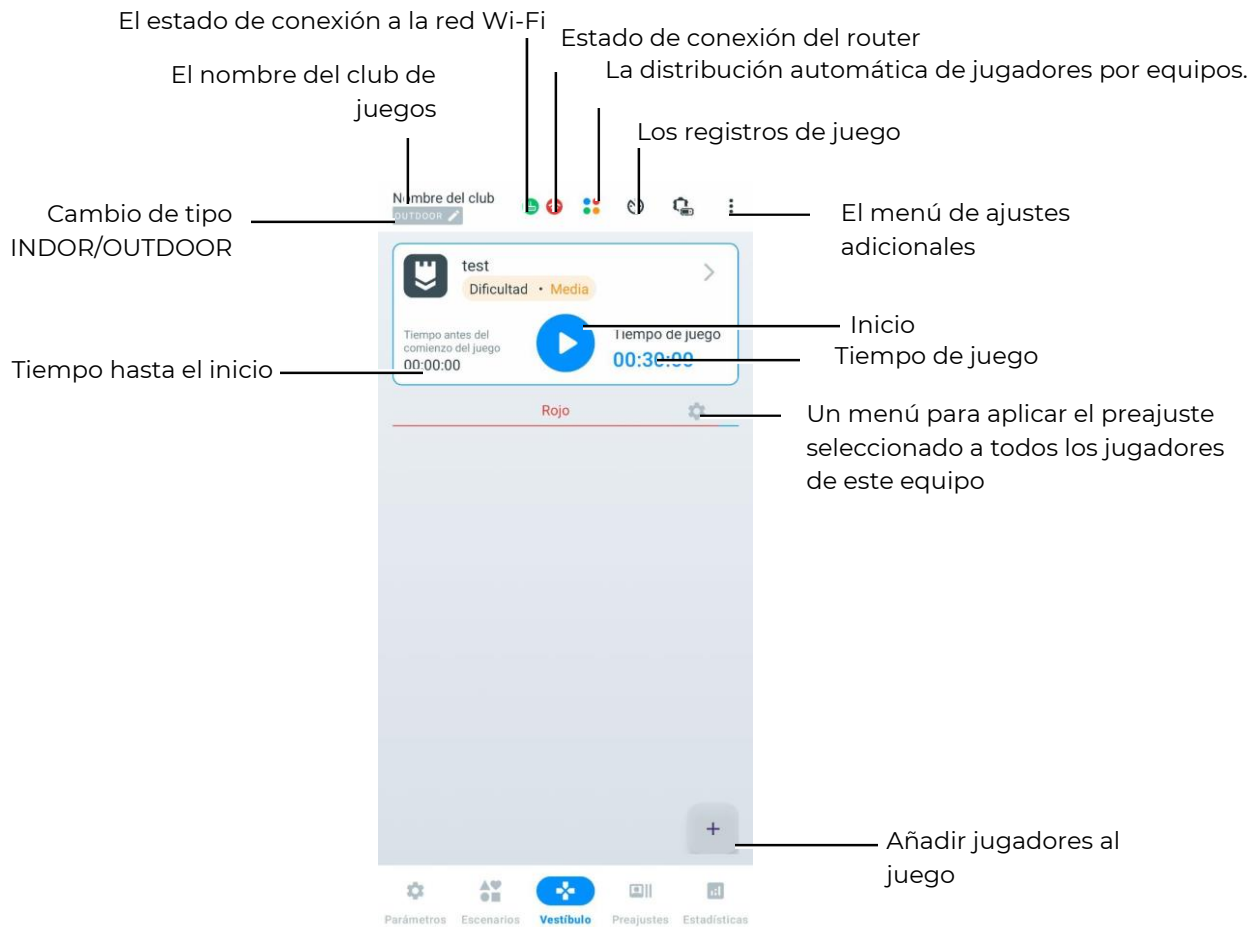 El estado de conexión a la red Wi-Fi
Estado de conexión del router
La distribución automática de jugadores por equipos.
El nombre del club de
juegos
Los registros de juego
Cambio de tipo
INDOR/OUTDOOR
Nombre del club
OUTDOOR
El menú de ajustes
adicionales
test
Dificultad • Media
Tiempo antes del
comienzo del juego
00:00:00
Tiempo de juego
00:30:00
Inicio
Tiempo de juego
Tiempo hasta el inicio
Rojo
Un menú para aplicar el preajuste
seleccionado a todos los jugadores
de este equipo
+
Añadir jugadores al
juego
Parámetros
Escenarios
Vestíbulo
Preajustes
Estadísticas